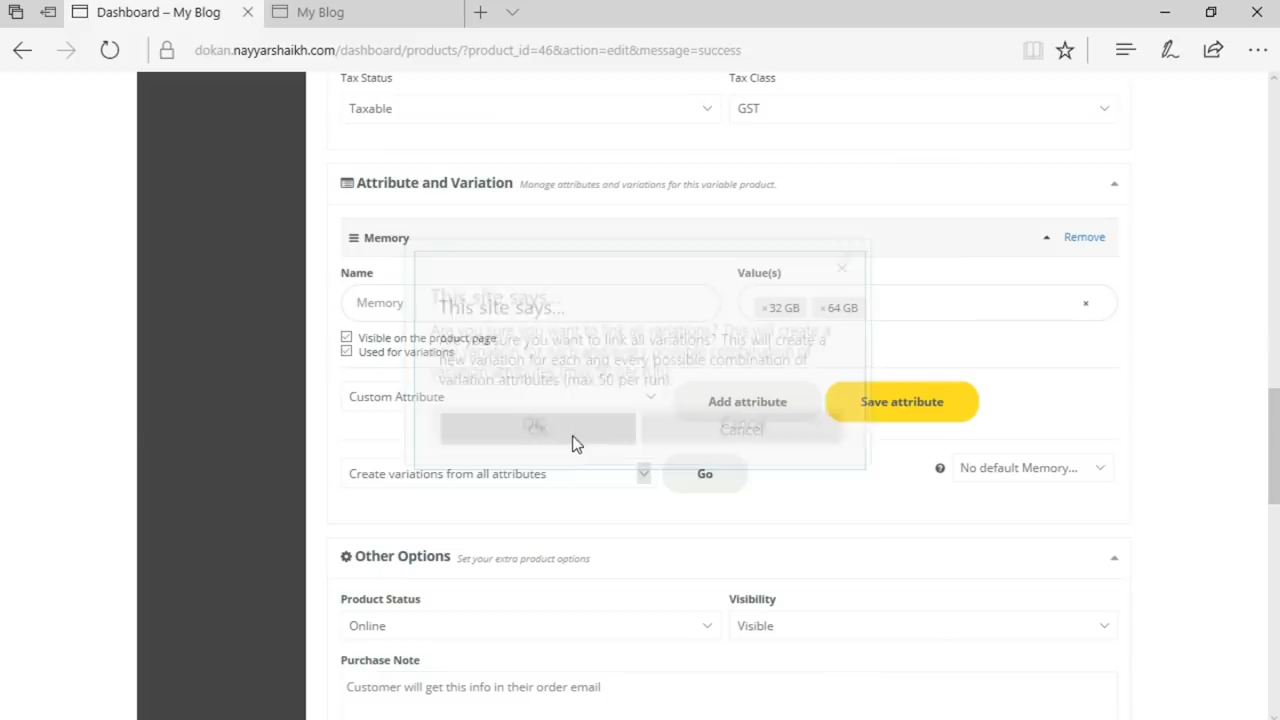 Dashboard – My Blog
My Blog
dokan.nayyarshaikh.com/dashboard/products/?product_id=46&action=edit&message=success
Tax Status
Tax Class
Taxable
GST
Attribute and Variation Manage attributes and variations for this variable product.
Memory
Remove
Name
Value(s)
Memory
× 32 GB × 64 GB ×
This site says...
Are you sure you want to link all variations? This will create a
new variation for each and every possible combination of
variation attributes (max 50 per run).
OK
Cancel
Visible on the product page
Used for variations
Custom Attribute
Add attribute
Save attribute
Create variations from all attributes
Go
No default Memory...
Other Options Set your extra product options
Product Status
Visibility
Online
Visible
Purchase Note
Customer will get this info in their order email